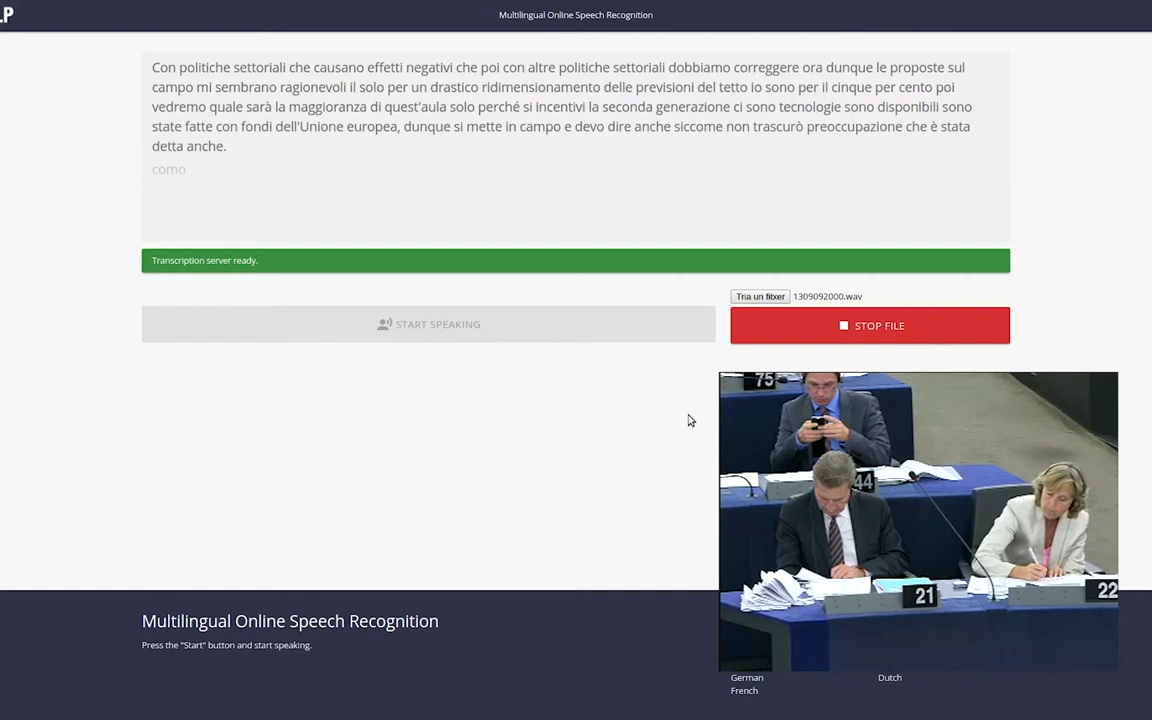 LP
Multilingual Online Speech Recognition
Con politiche settoriali che causano effetti negativi che poi con altre politiche settoriali dobbiamo correggere ora dunque le proposte sul
campo mi sembrano ragionevoli il solo per un drastico ridimensionamento delle previsioni del tetto io sono per il cinque per cento poi
vedremo quale sarà la maggioranza di quest'aula solo perché si incentivi la seconda generazione ci sono tecnologie sono disponibili sono
state fatte con fondi dell'Unione europea, dunque si mette in campo e devo dire anche siccome non trascurò preoccupazione che è stata
detta anche.
como
Transcription server ready.
Tria un fitxer 1309092000.wav
START SPEAKING
STOP FILE
75
44
21
22
Multilingual Online Speech Recognition
Press the "Start" button and start speaking.
German
Dutch
French